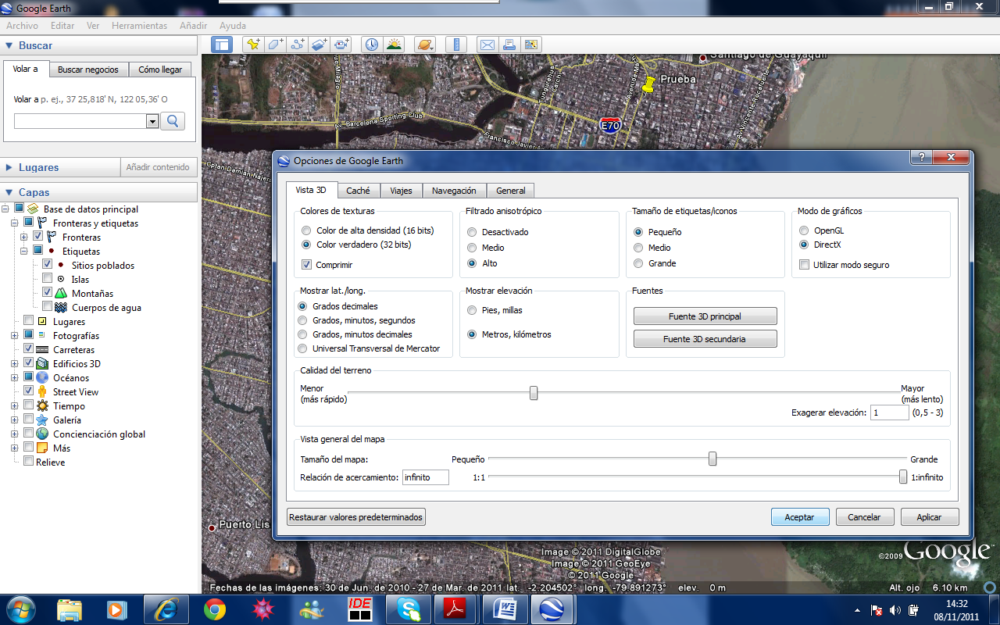 Google Earth
Archivo Editar Ver Herramientas Añadir Ayuda
Buscar
Volar a Buscar negocios Cómo llegar
Volar a p. ej., 37 25,818' N, 122 05,36' O
Lugares Añadir contenido
Capas
Base de datos principal
Fronteras y etiquetas
Fronteras
Etiquetas
Sitios poblados
Islas
Montañas
Cuerpos de agua
Lugares
Fotografías
Carreteras
Edificios 3D
Océanos
Street View
Tiempo
Galería
Concienciación global
Más
Relieve
Santiago de Guayaquil
Prueba
E70
Av. Barcelona Sporting Club
Tungurahua
Carchi
Av Vicente Rocafuerte
Puerto Lis
Opciones de Google Earth
Vista 3D Caché Viajes Navegación General
Colores de texturas
Color de alta densidad (16 bits)
Color verdadero (32 bits)
Comprimir
Filtrado anisotrópico
Desactivado
Medio
Alto
Tamaño de etiquetas/iconos
Pequeño
Medio
Grande
Modo de gráficos
OpenGL
DirectX
Utilizar modo seguro
Mostrar lat./long.
Grados decimales
Grados, minutos, segundos
Grados, minutos decimales
Universal Transversal de Mercator
Mostrar elevación
Pies, millas
Metros, kilómetros
Fuentes
Fuente 3D principal
Fuente 3D secundaria
Calidad del terreno
Menor Mayor
(más rápido) (más lento)
Exagerar elevación: 1 (0,5 - 3)
Vista general del mapa
Tamaño del mapa: Pequeño Grande
Relación de acercamiento: infinito 1:1 1:infinito
Restaurar valores predeterminados Aceptar Cancelar Aplicar
Image © 2011 DigitalGlobe
Image © 2011 GeoEye
© 2011 Google
©2009 Google
Fechas de las imágenes: 30 de Jun. de 2010 - 27 de Mar. de 2011 lat. -2.204502° long. -79.891273° elev. 0 m Alt. ojo 6.10 km
IDE
14:32
08/11/2011